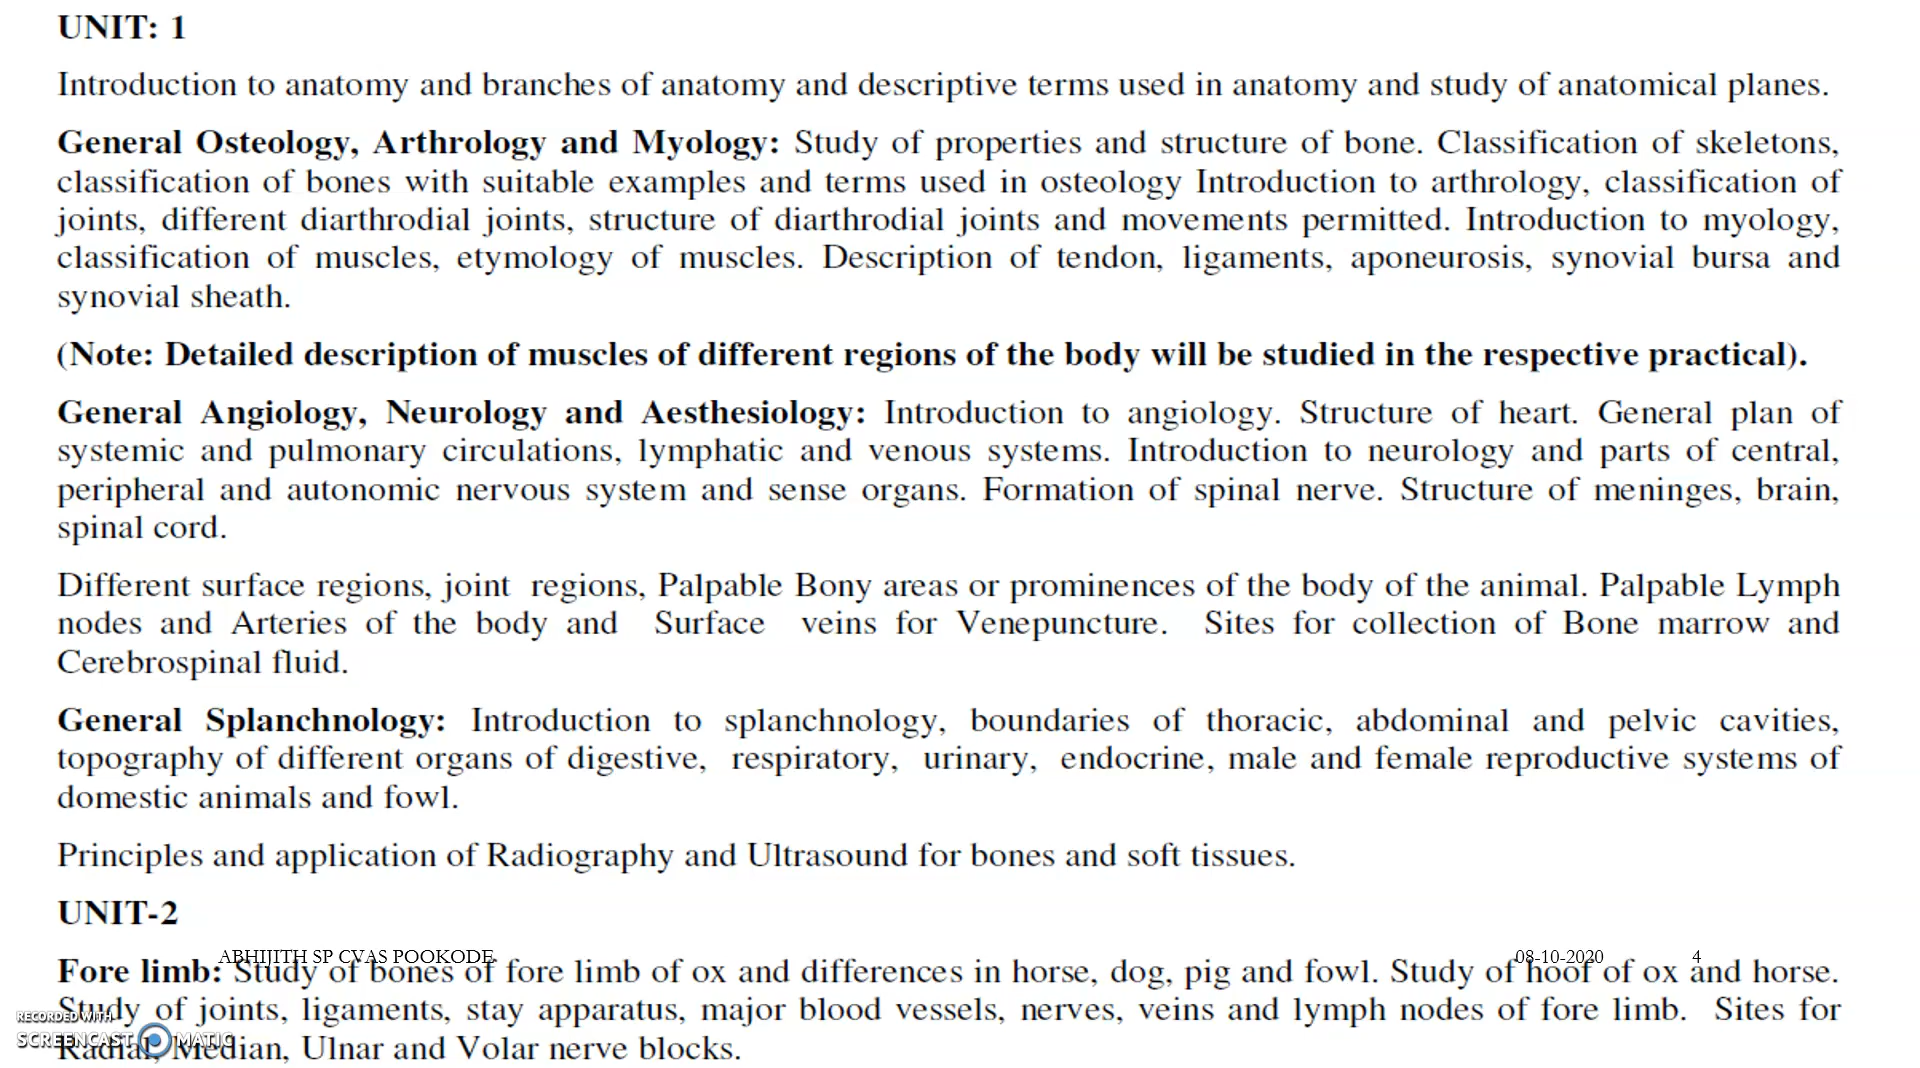 UNIT: 1
Introduction to anatomy and branches of anatomy and descriptive terms used in anatomy and study of anatomical planes.
General Osteology, Arthrology and Myology: Study of properties and structure of bone. Classification of skeletons,
classification of bones with suitable examples and terms used in osteology Introduction to arthrology, classification of
joints, different diarthrodial joints, structure of diarthrodial joints and movements permitted. Introduction to myology,
classification of muscles, etymology of muscles. Description of tendon, ligaments, aponeurosis, synovial bursa and
synovial sheath.
(Note: Detailed description of muscles of different regions of the body will be studied in the respective practical).
General Angiology, Neurology and Aesthesiology: Introduction to angiology. Structure of heart. General plan of
systemic and pulmonary circulations, lymphatic and venous systems. Introduction to neurology and parts of central,
peripheral and autonomic nervous system and sense organs. Formation of spinal nerve. Structure of meninges, brain,
spinal cord.
Different surface regions, joint regions, Palpable Bony areas or prominences of the body of the animal. Palpable Lymph
nodes and Arteries of the body and Surface veins for Venepuncture. Sites for collection of Bone marrow and
Cerebrospinal fluid.
General Splanchnology: Introduction to splanchnology, boundaries of thoracic, abdominal and pelvic cavities,
topography of different organs of digestive, respiratory, urinary, endocrine, male and female reproductive systems of
domestic animals and fowl.
Principles and application of Radiography and Ultrasound for bones and soft tissues.
UNIT-2
ABHIJITH SP CVAS POOKODE 08-10-2020 4
Fore limb: Study of bones of fore limb of ox and differences in horse, dog, pig and fowl. Study of hoof of ox and horse.
Study of joints, ligaments, stay apparatus, major blood vessels, nerves, veins and lymph nodes of fore limb. Sites for
Radial, Median, Ulnar and Volar nerve blocks.
RECORDED WITH
SCREENCAST MATIC